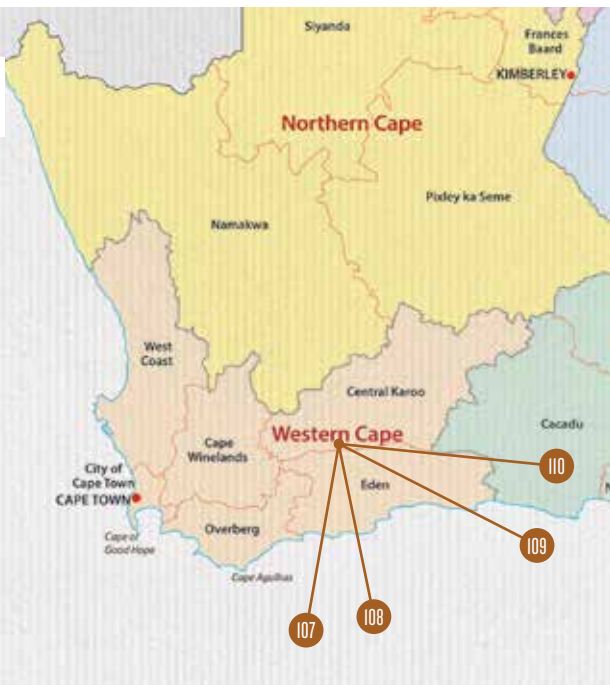 Siyanda
Frances
Baard
KIMBERLEY
Northern Cape
Pixley ka Seme
Namakwa
West
Coast
Central Karoo
Western Cape
Cacadu
Cape
Winelands
City of
Cape Town
CAPE TOWN
Eden
110
Overberg
Cape of
Good Hope
109
Cape Agulhas
107
108